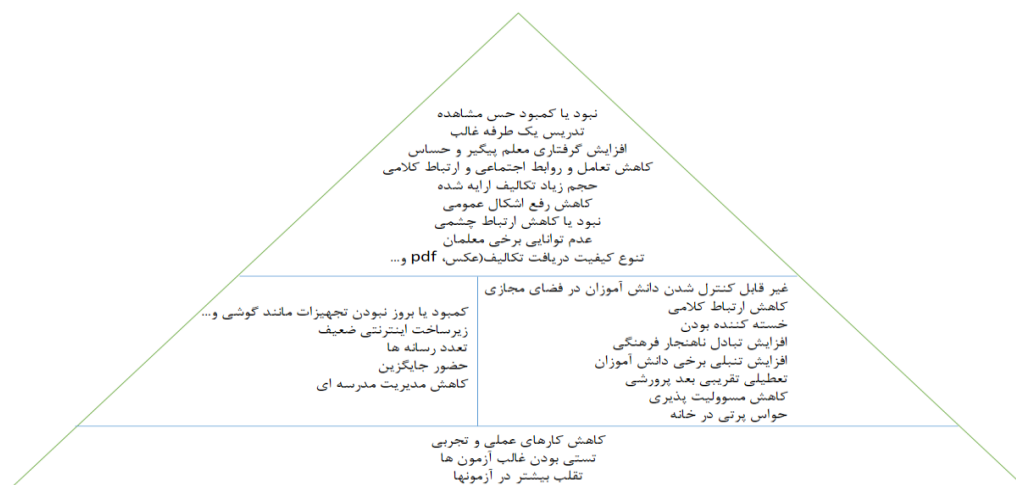 نبود یا کمبود حس مشاهده
تدریس یک طرفه غالب
افزایش گرفتاری معلم پیگیر و حساس
کاهش تعامل و روابط اجتماعی و ارتباط کلامی
حجم زیاد تکالیف ارایه شده
کاهش رفع اشکال عمومی
نبود یا کاهش ارتباط چشمی
عدم توانایی برخی معلمان
تنوع کیفیت دریافت تکالیف(عکس، pdf و...
غیر قابل کنترل شدن دانش آموزان در فضای مجازی
کاهش ارتباط کلامی
خسته کننده بودن
افزایش تبادل ناهنجار فرهنگی
افزایش تنبلی برخی دانش آموزان
تعطیلی تقریبی بعد پرورشی
کاهش مسوولیت پذیری
حواس پرتی در خانه
کمبود یا بروز نبودن تجهیزات مانند گوشی و...
زیرساخت اینترنتی ضعیف
تعدد رسانه ها
حضور جایگزین
کاهش مدیریت مدرسه ای
کاهش کارهای عملی و تجربی
تستی بودن غالب آزمون ها
تقلب بیشتر در آزمونها